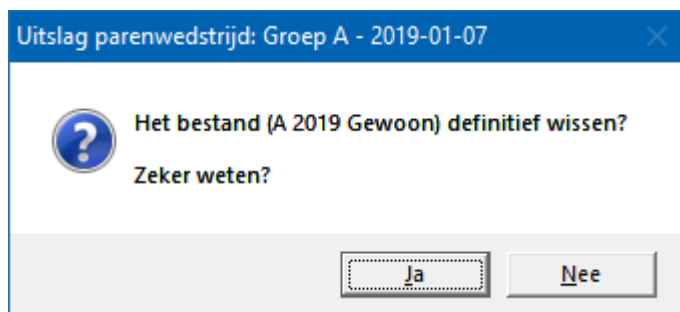 Uitslag parenwedstrijd: Groep A - 2019-01-07
Het bestand (A 2019 Gewoon) definitief wissen?
Zeker weten?
Ja
Nee